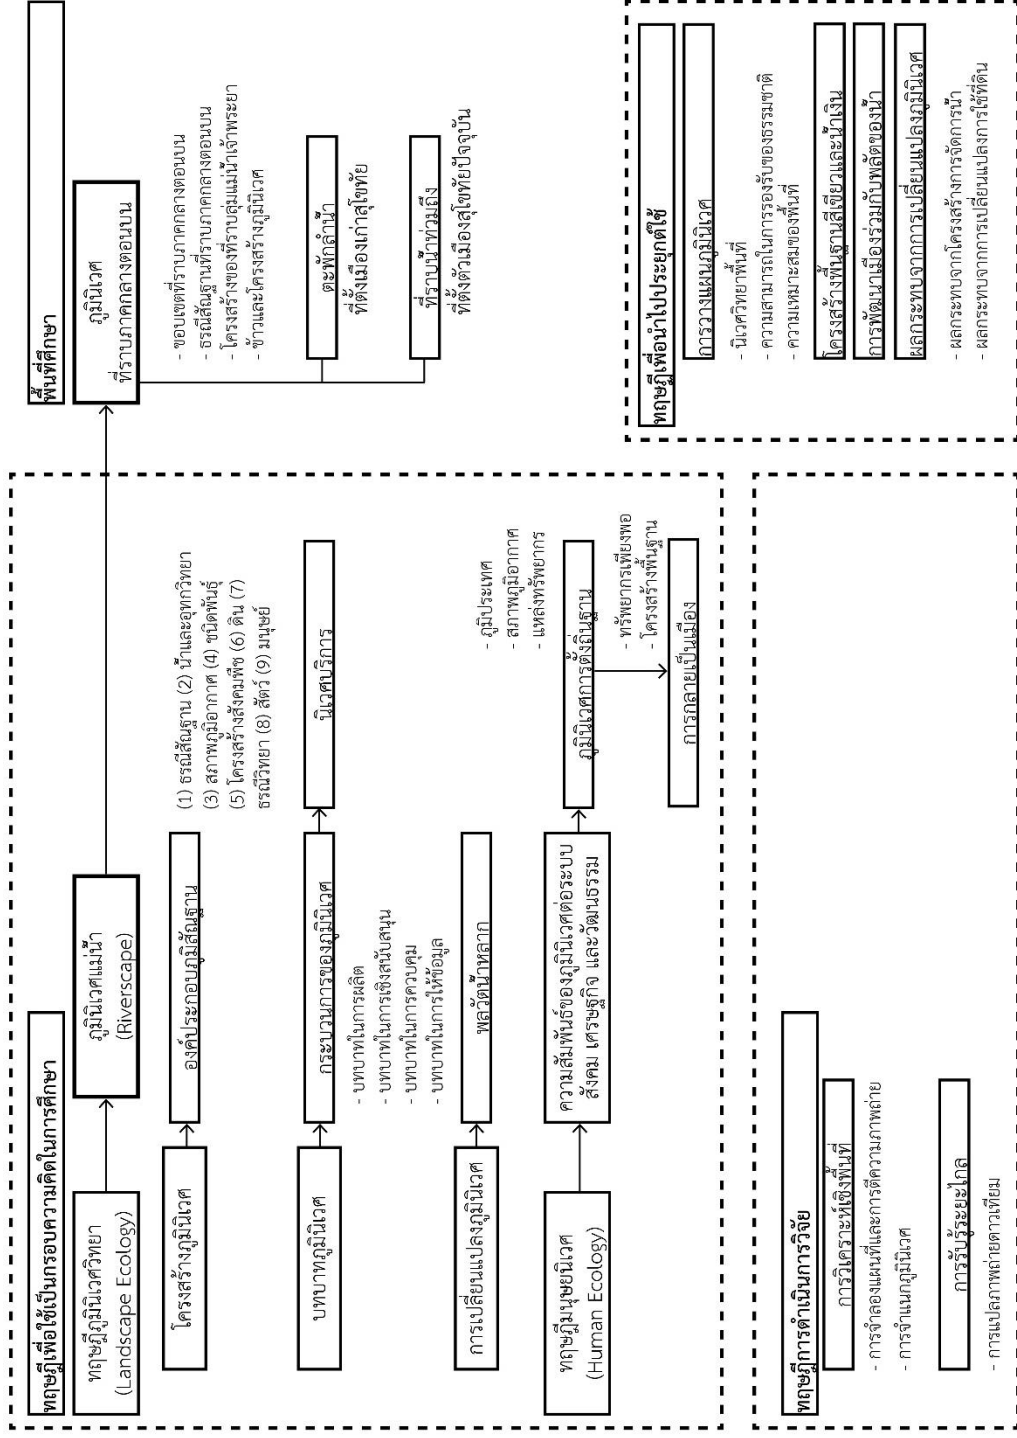 ทฤษฎีเพื่อใช้เป็นกรอบความคิดในการศึกษา
ทฤษฎีภูมินิเวศวิทยา
(Landscape Ecology)
ภูมินิเวศแม่น้ำ
(Riverscape)
โครงสร้างภูมินิเวศ
องค์ประกอบภูมิสัณฐาน
(1) ธรณีสัณฐาน (2) น้ำและอุทกวิทยา
(3) สภาพภูมิอากาศ (4) ชนิดพันธุ์
(5) โครงสร้างสังคมพืช (6) ดิน (7)
ธรณีวิทยา (8) สัตว์ (9) มนุษย์
บทบาทภูมินิเวศ
กระบวนการของภูมินิเวศ
นิเวศบริการ
- บทบาทในการผลิต
- บทบาทในการเชิงสนับสนุน
- บทบาทในการควบคุม
- บทบาทในการให้ข้อมูล
การเปลี่ยนแปลงภูมินิเวศ
พลวัตน้ำหลาก
ทฤษฎีมนุษยนิเวศ
(Human Ecology)
ความสัมพันธ์ของภูมินิเวศต่อระบบ
สังคม เศรษฐกิจ และวัฒนธรรม
- ภูมิประเทศ
- สภาพภูมิอากาศ
- แหล่งทรัพยากร
ภูมินิเวศการตั้งถิ่นฐาน
- ทรัพยากรเพียงพอ
- โครงสร้างพื้นฐาน
การกลายเป็นเมือง
พื้นที่ศึกษา
ภูมินิเวศ
ที่ราบภาคกลางตอนบน
- ขอบเขตที่ราบภาคกลางตอนบน
- ธรณีสัณฐานที่ราบภาคกลางตอนบน
- โครงสร้างของที่ราบลุ่มแม่น้ำเจ้าพระยา
- ข้าวและโครงสร้างภูมินิเวศ
ตะพักลำน้ำ
ที่ตั้งเมืองเก่าสุโขทัย
ที่ราบน้ำท่วมถึง
ที่ตั้งตัวเมืองสุโขทัยปัจจุบัน
ทฤษฎีการดำเนินการวิจัย
การวิเคราะห์เชิงพื้นที่
- การจำลองแผนที่และการตีความภาพถ่าย
- การจำแนกภูมินิเวศ
การรับรู้ระยะไกล
- การแปลภาพถ่ายดาวเทียม
ทฤษฎีเพื่อนำไปประยุกต์ใช้
การวางแผนภูมินิเวศ
- นิเวศวิทยาพื้นที่
- ความสามารถในการรองรับของธรรมชาติ
- ความเหมาะสมของพื้นที่
โครงสร้างพื้นฐานสีเขียวและน้ำเงิน
การพัฒนาเมืองร่วมกับพลัตของน้ำ
ผลกระทบจากการเปลี่ยนแปลงภูมินิเวศ
- ผลกระทบจากโครงสร้างการจัดการน้ำ
- ผลกระทบจากการเปลี่ยนแปลงการใช้ที่ดิน